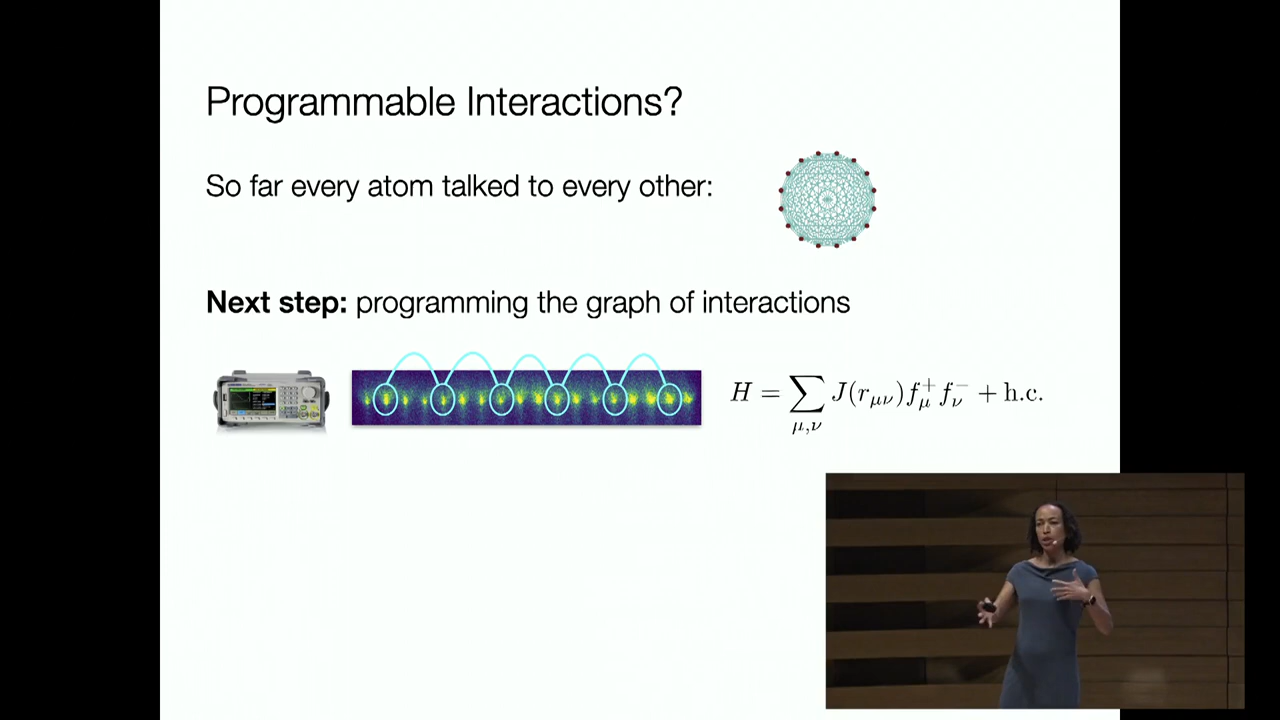 Programmable Interactions?
So far every atom talked to every other:
Next step: programming the graph of interactions
H = ∑_{μ,ν} J(r_{μν}) f_μ^+ f_ν^- + h.c.